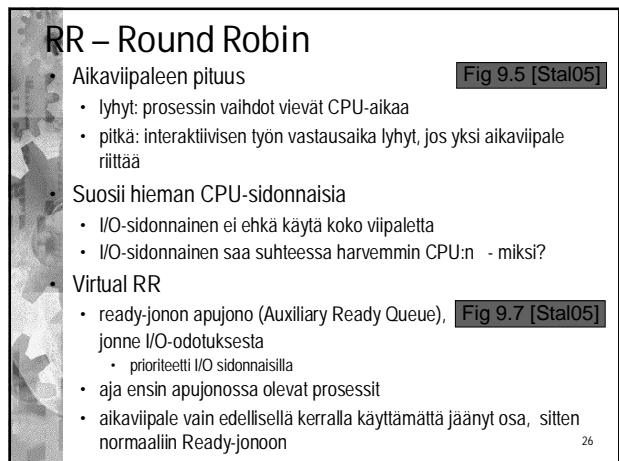 RR – Round Robin
• Aikaviipaleen pituus
Fig 9.5 [Stal05]
• lyhyt: prosessin vaihdot vievät CPU-aikaa
• pitkä: interaktiivisen työn vastausaika lyhyt, jos yksi aikaviipale
riittää
• Suosii hieman CPU-sidonnaisia
• I/O-sidonnainen ei ehkä käytä koko viipaletta
• I/O-sidonnainen saa suhteessa harvemmin CPU:n - miksi?
• Virtual RR
• ready-jonon apujono (Auxiliary Ready Queue),
Fig 9.7 [Stal05]
jonne I/O-odotuksesta
• prioriteetti I/O sidonnaisilla
• aja ensin apujonossa olevat prosessit
• aikaviipale vain edellisellä kerralla käyttämättä jäänyt osa, sitten
normaaliin Ready-jonoon
26